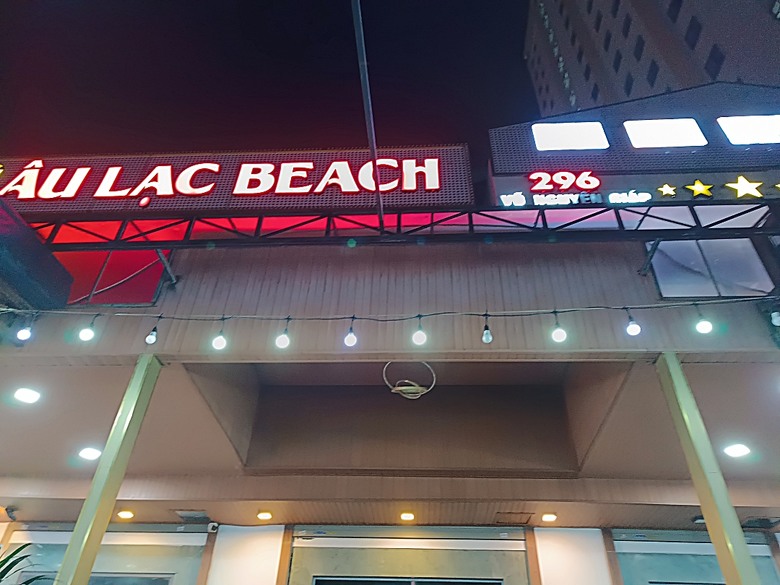 ÂU LẠC BEACH
296
VÕ NGUYÊN GIÁP